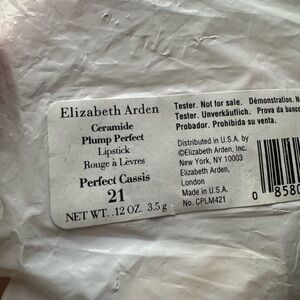 Elizabeth Arden
Ceramide
Plump Perfect
Lipstick
Rouge à Lèvres
Perfect Cassis
21
NET WT. .12 OZ. 3.5 g
Tester. Not for sale. Démonstration. N
Tester. Unverkäuflich. Prova da banco
Probador. Prohibida su venta.
Distributed in U.S.A. by
©Elizabeth Arden, Inc.
New York, NY 10003
Elizabeth Arden,
London
Made in U.S.A.
No. CPLM421
0 8580